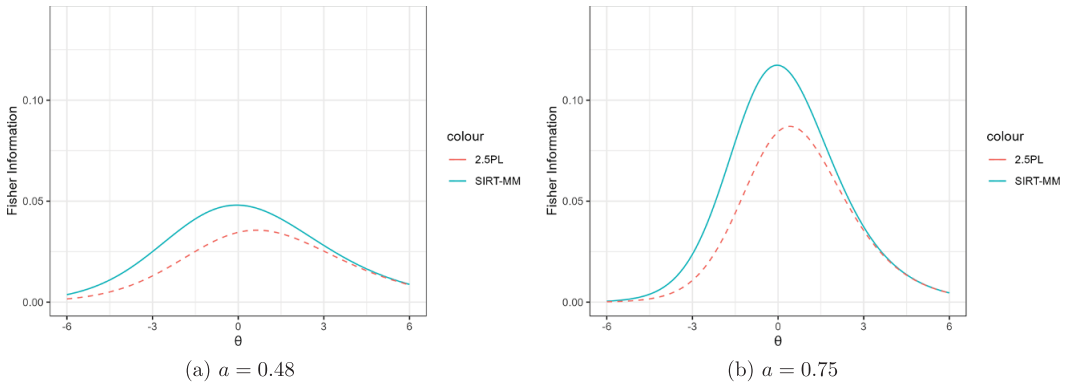 0.10
0.05
0.00
Fisher Information
-6
-3
0
3
6
θ
colour
2.5PL
SIRT-MM
(a) a = 0.48
0.10
0.05
0.00
Fisher Information
-6
-3
0
3
6
θ
colour
2.5PL
SIRT-MM
(b) a = 0.75